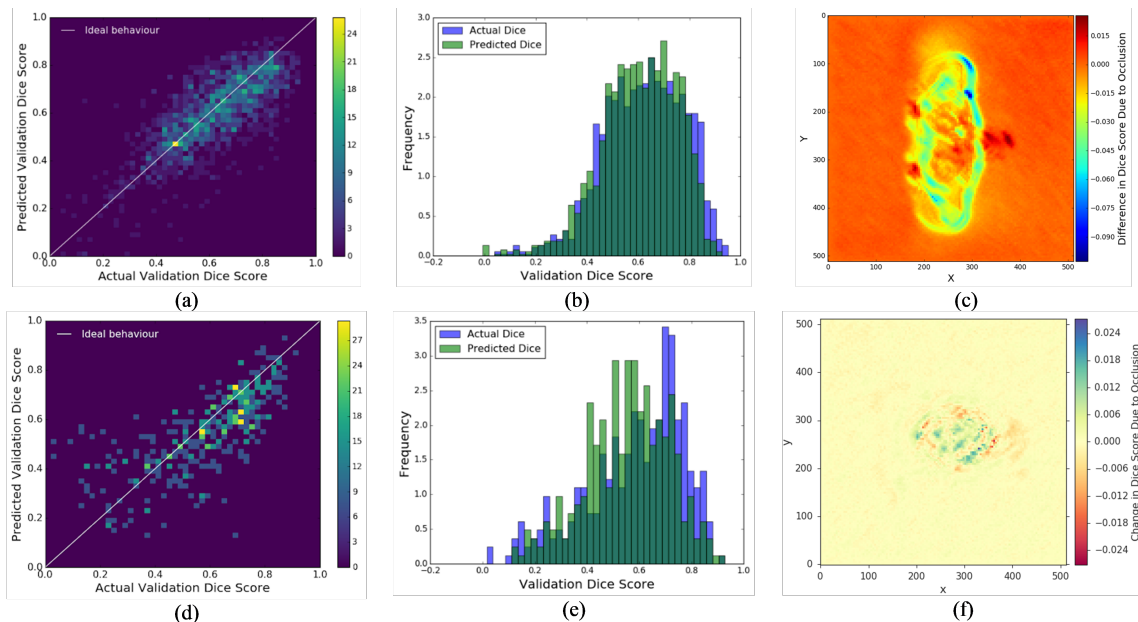 Ideal behaviour
Predicted Validation Dice Score
1.0
0.8
0.6
0.4
0.2
0.0
0.0 0.2 0.4 0.6 0.8 1.0
Actual Validation Dice Score
24
20
16
12
8
4
0
(a)
Actual Dice
Predicted Dice
Frequency
3.0
2.5
2.0
1.5
1.0
0.5
0.0
−0.2 0.0 0.2 0.4 0.6 0.8 1.0
Validation Dice Score
(b)
Y
0
100
200
300
400
500
0 100 200 300 400 500
X
0.015
0.000
−0.015
−0.030
−0.045
−0.060
−0.075
−0.090
Difference in Dice Score Due to Occlusion
(c)
Ideal behaviour
Predicted Validation Dice Score
1.0
0.8
0.6
0.4
0.2
0.0
0.0 0.2 0.4 0.6 0.8 1.0
Actual Validation Dice Score
27
24
21
18
15
12
9
6
3
0
(d)
Actual Dice
Predicted Dice
Frequency
3.5
3.0
2.5
2.0
1.5
1.0
0.5
0.0
−0.2 0.0 0.2 0.4 0.6 0.8 1.0
Validation Dice Score
(e)
y
500
400
300
200
100
0
0 100 200 300 400 500
x
0.024
0.018
0.012
0.006
0.000
−0.006
−0.012
−0.018
−0.024
Change in Dice Score Due to Occlusion
(f)